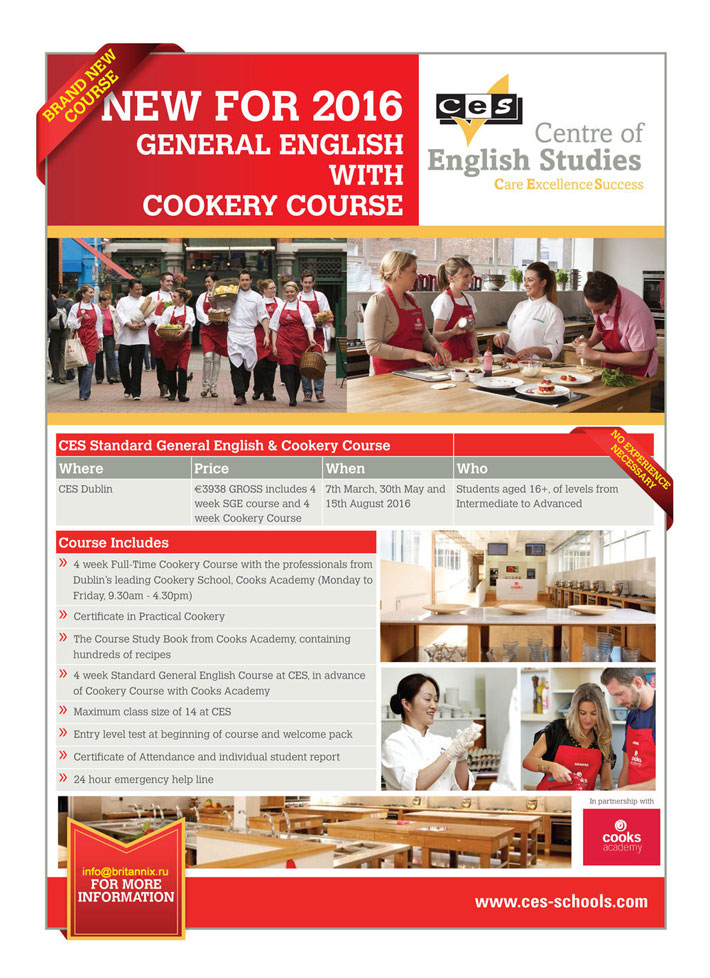 BRAND NEW
COURSE
NEW FOR 2016
GENERAL ENGLISH
WITH
COOKERY COURSE
ces
Centre of
English Studies
Care Excellence Success
CES Standard General English & Cookery Course
NO EXPERIENCE
NECESSARY
Where Price When Who
CES Dublin
€3938 GROSS includes 4
week SGE course and 4
week Cookery Course
7th March, 30th May and
15th August 2016
Students aged 16+, of levels from
Intermediate to Advanced
Course Includes
» 4 week Full-Time Cookery Course with the professionals from
Dublin's leading Cookery School, Cooks Academy (Monday to
Friday, 9.30am - 4.30pm)
» Certificate in Practical Cookery
» The Course Study Book from Cooks Academy, containing
hundreds of recipes
» 4 week Standard General English Course at CES, in advance
of Cookery Course with Cooks Academy
» Maximum class size of 14 at CES
» Entry level test at beginning of course and welcome pack
» Certificate of Attendance and individual student report
» 24 hour emergency help line
cooks
academy
In partnership with
cooks
academy
info@britannix.ru
FOR MORE
INFORMATION
www.ces-schools.com